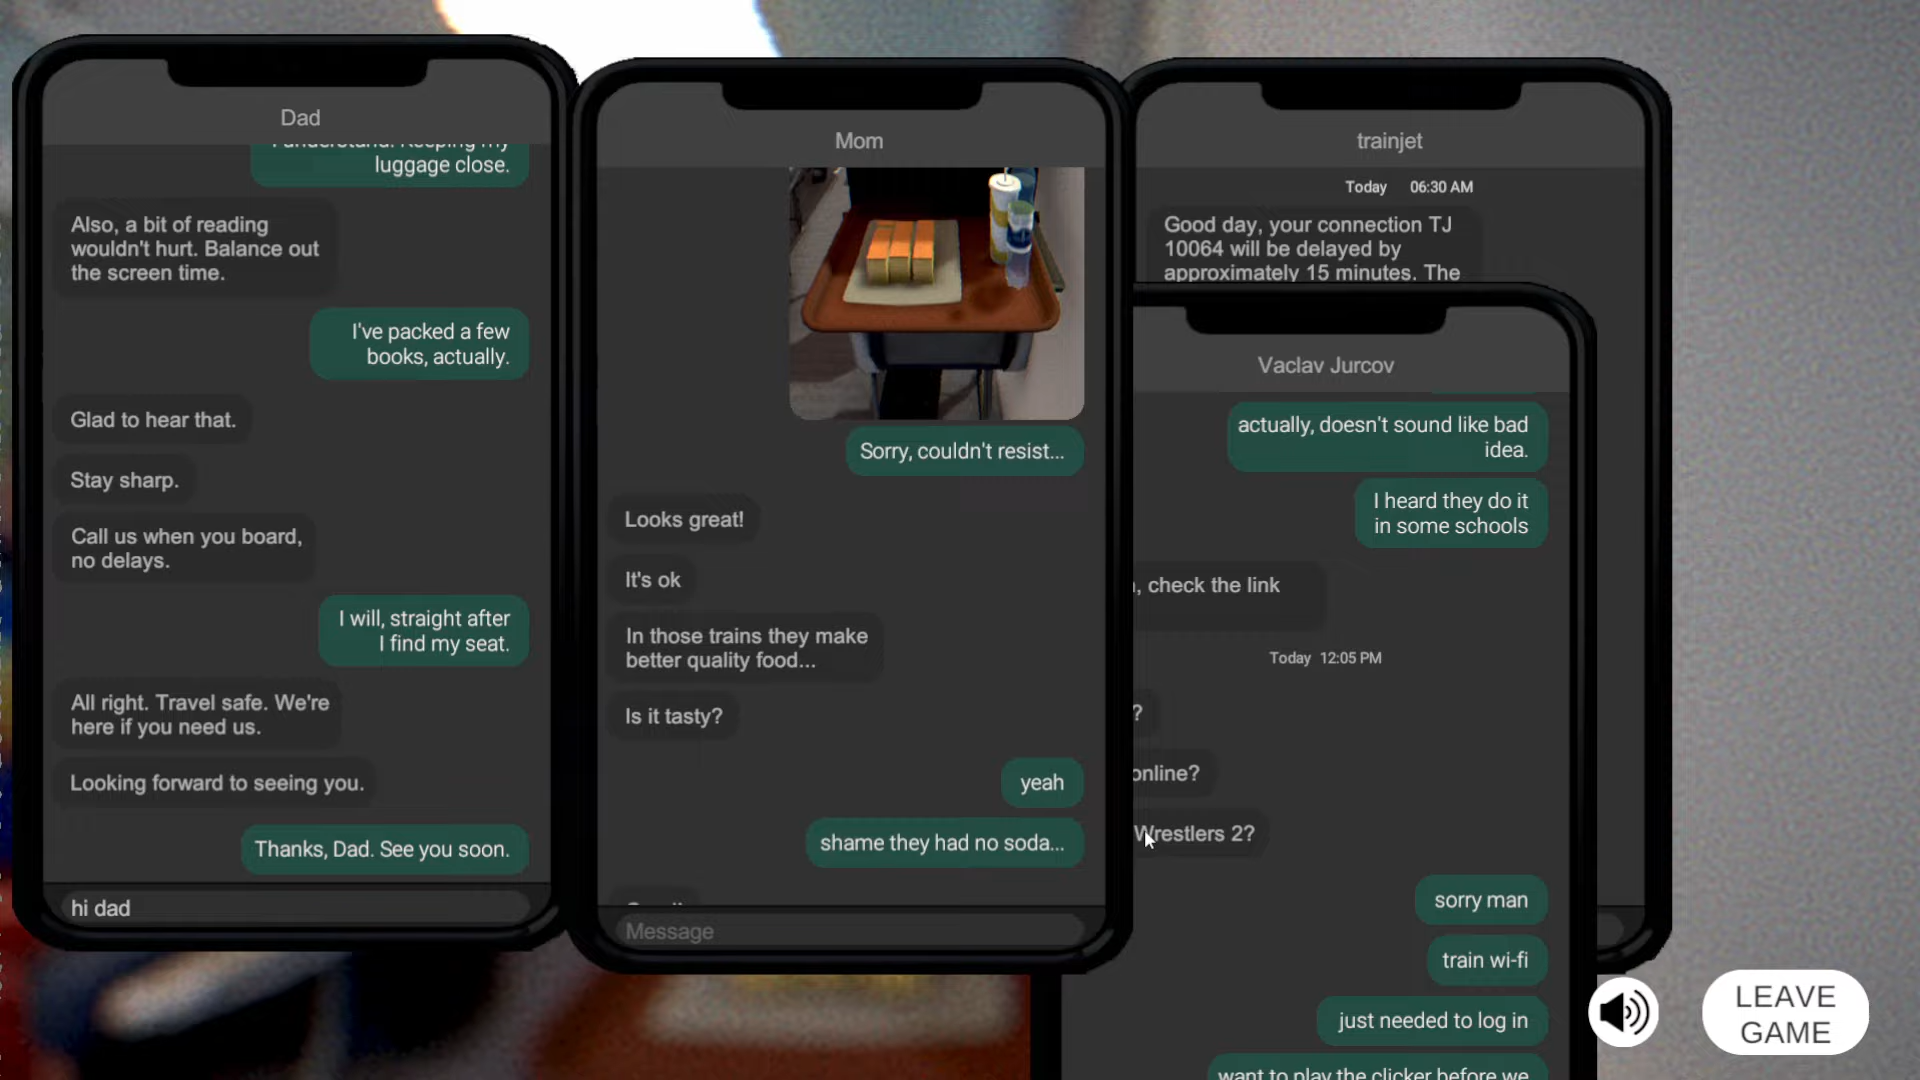 Dad
luggage close.
Also, a bit of reading
wouldn't hurt. Balance out
the screen time.
I've packed a few
books, actually.
Glad to hear that.
Stay sharp.
Call us when you board,
no delays.
I will, straight after
I find my seat.
All right. Travel safe. We're
here if you need us.
Looking forward to seeing you.
Thanks, Dad. See you soon.
hi dad
Mom
Sorry, couldn't resist...
Looks great!
It's ok
In those trains they make
better quality food...
Is it tasty?
yeah
shame they had no soda...
Message
trainjet
Today 06:30 AM
Good day, your connection TJ
10064 will be delayed by
approximately 15 minutes. The
Vaclav Jurcov
actually, doesn't sound like bad
idea.
I heard they do it
in some schools
, check the link
Today 12:05 PM
?
online?
Wrestlers 2?
sorry man
train wi-fi
just needed to log in
want to play the clicker before we
LEAVE
GAME